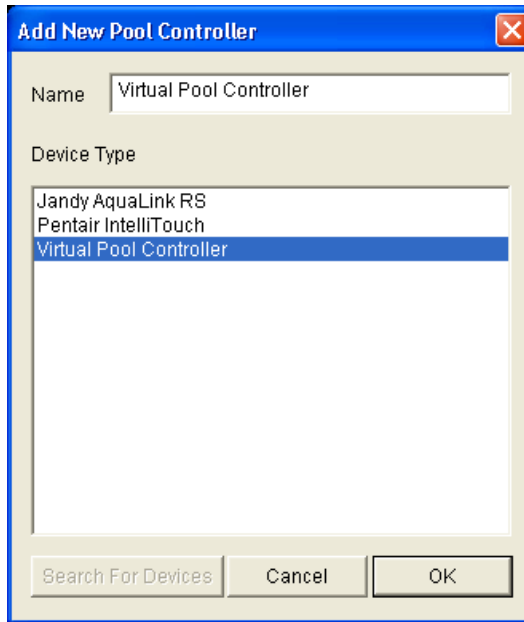 Add New Pool Controller
Name Virtual Pool Controller
Device Type
Jandy AquaLink RS
Pentair IntelliTouch
Virtual Pool Controller
Search For Devices Cancel OK